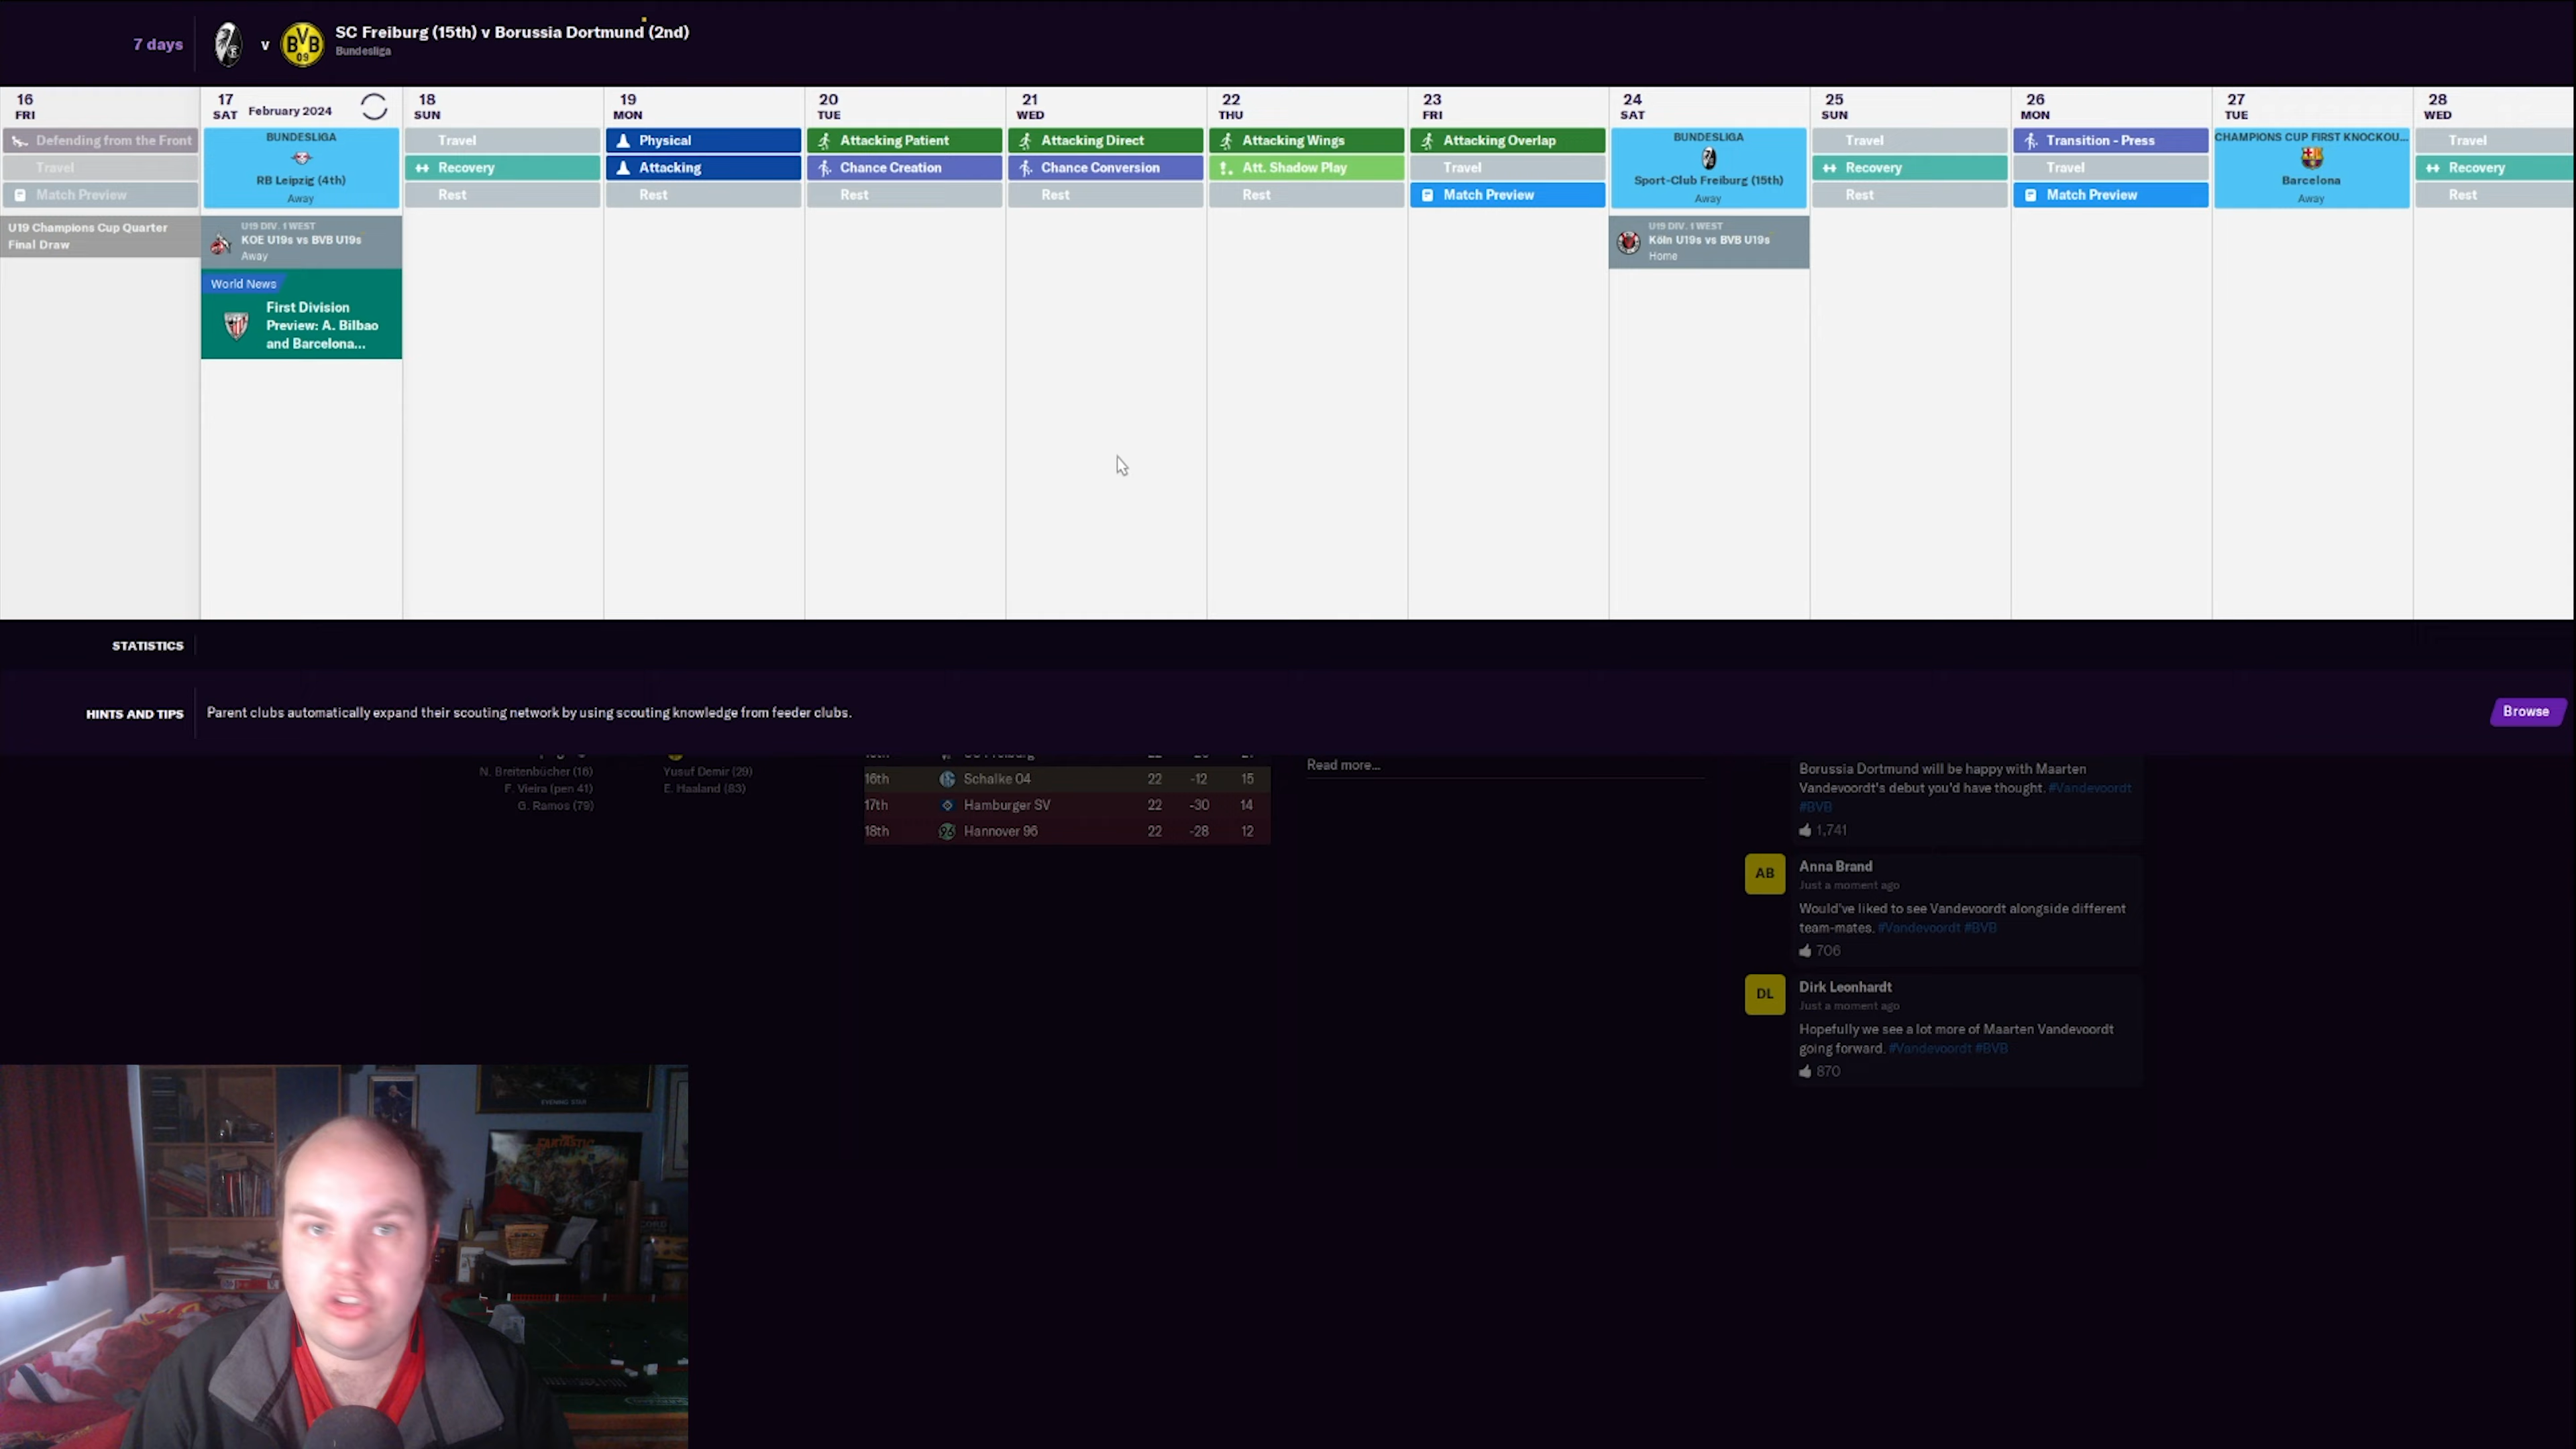 7 days
v
BVB 09
SC Freiburg (15th) v Borussia Dortmund (2nd)
Bundesliga
16
FRI
Defending from the Front
Travel
Match Preview
U19 Champions Cup Quarter
Final Draw
17
SAT
February 2024
BUNDESLIGA
RB Leipzig (4th)
Away
U19 DIV. 1 WEST
KOE U19s vs BVB U19s
Away
World News
First Division
Preview: A. Bilbao
and Barcelona...
18
SUN
Travel
Recovery
Rest
19
MON
Physical
Attacking
Rest
20
TUE
Attacking Patient
Chance Creation
Rest
21
WED
Attacking Direct
Chance Conversion
Rest
22
THU
Attacking Wings
Att. Shadow Play
Rest
23
FRI
Attacking Overlap
Travel
Match Preview
24
SAT
BUNDESLIGA
Sport-Club Freiburg (15th)
Away
U19 DIV. 1 WEST
Köln U19s vs BVB U19s
Home
25
SUN
Travel
Recovery
Rest
26
MON
Transition - Press
Travel
Match Preview
27
TUE
CHAMPIONS CUP FIRST KNOCKOU...
Barcelona
Away
28
WED
Travel
Recovery
Rest
STATISTICS
HINTS AND TIPS
Parent clubs automatically expand their scouting network by using scouting knowledge from feeder clubs.
Browse
N. Breitenbücher (16)
F. Vieira (pen 41)
G. Ramos (79)
Yusuf Demir (29)
E. Haaland (83)
16th Schalke 04 22 -12 15
17th Hamburger SV 22 -30 14
18th Hannover 96 22 -28 12
Read more...
Borussia Dortmund will be happy with Maarten
Vandevoordt's debut you'd have thought. #Vandevoordt
#BVB
1,741
AB
Anna Brand
Just a moment ago
Would've liked to see Vandevoordt alongside different
team-mates. #Vandevoordt #BVB
706
DL
Dirk Leonhardt
Just a moment ago
Hopefully we see a lot more of Maarten Vandevoordt
going forward. #Vandevoordt #BVB
870
EVENING STAR
FANTASTIC